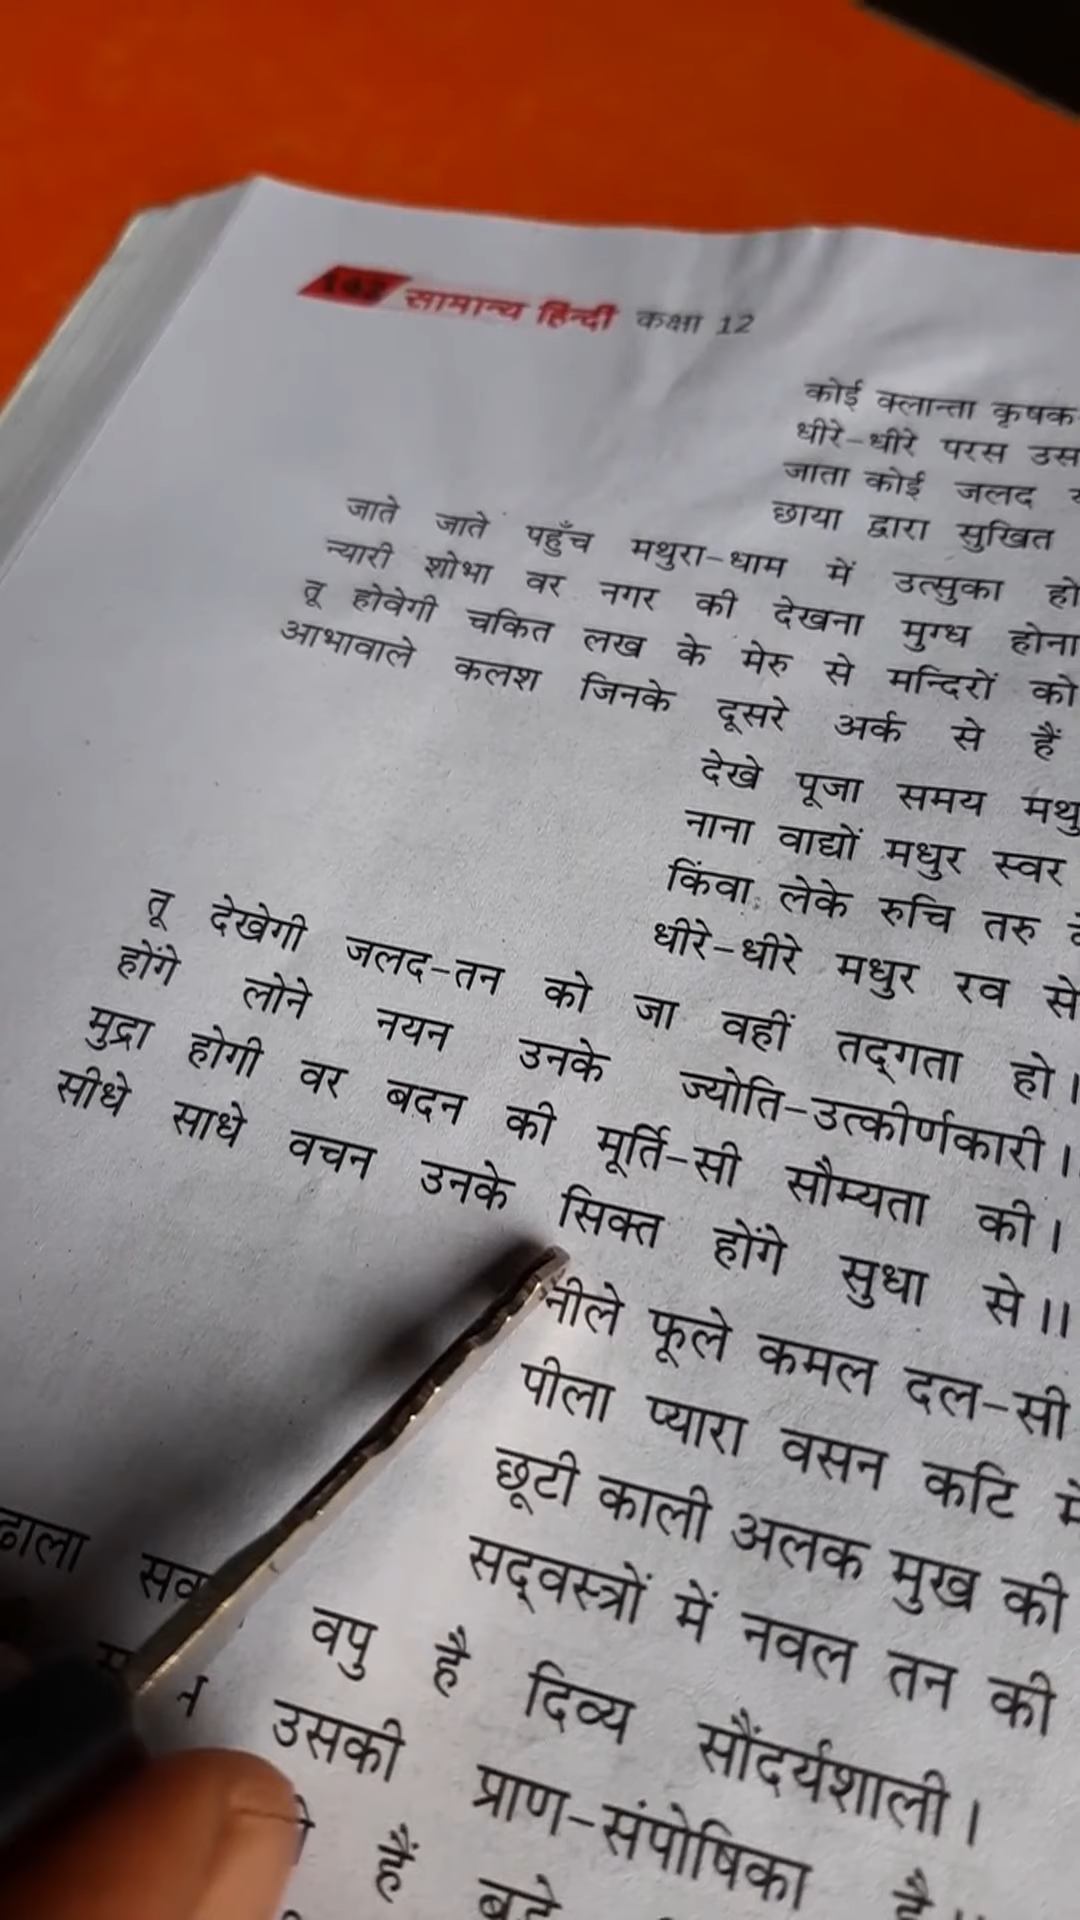 सामान्य हिन्दी कक्षा 12
कोई क्लान्ता कृषक
धीरे-धीरे परस उस
जाता कोई जलद
छाया द्वारा सुखित
जाते जाते पहुँच मथुरा-धाम में उत्सुका हो
न्यारी शोभा वर नगर की देखना मुग्ध होना
तू होवेगी चकित लख के मेरु से मन्दिरों को
आभावाले कलश जिनके दूसरे अर्क से हैं
देखे पूजा समय मथु
नाना वाद्यों मधुर स्वर
किंवा लेके रुचि तरु
धीरे-धीरे मधुर रव से
तू देखेगी जलद-तन को जा वहीं तद्‌गता हो।
होंगे लोने नयन उनके ज्योति-उत्कीर्णकारी।
मुद्रा होगी वर बदन की मूर्ति-सी सौम्यता की।
सीधे साधे वचन उनके सिक्त होंगे सुधा से॥
नीले फूले कमल दल-सी
पीला प्यारा वसन कटि में
छूटी काली अलक मुख की
सद्‌वस्त्रों में नवल तन की
ढाला वपु है दिव्य सौंदर्यशाली।
उसकी प्राण-संपोषिका है॥
हैं बड़े